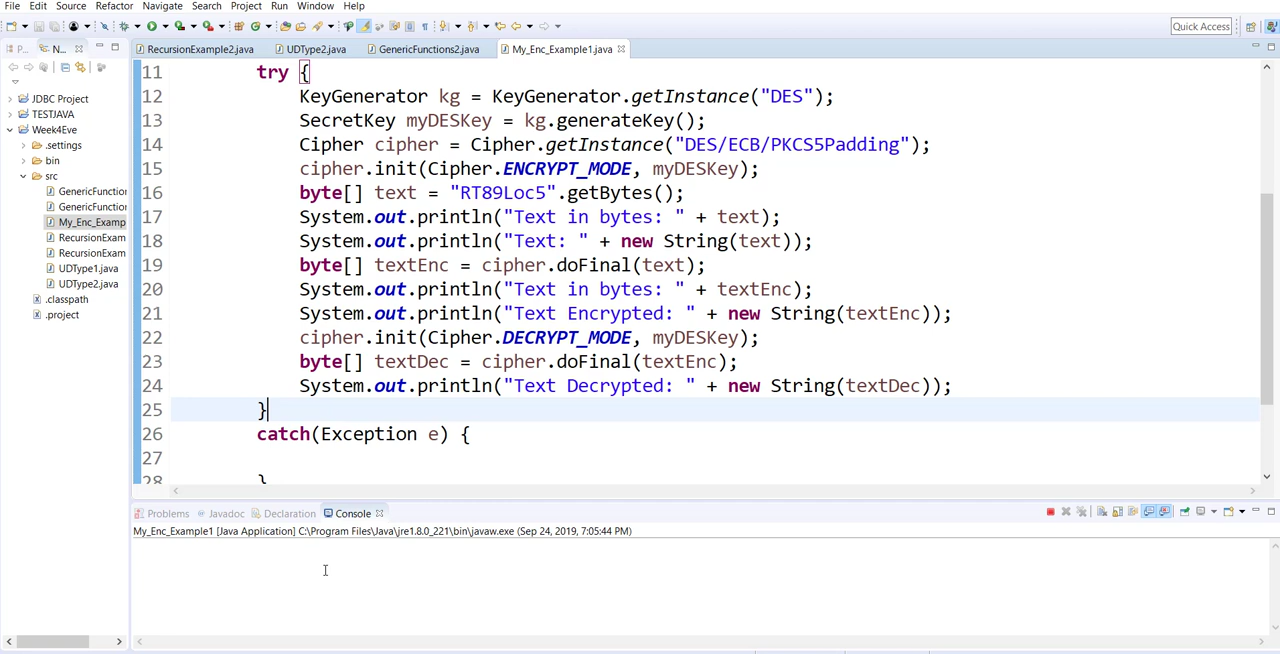 File Edit Source Refactor Navigate Search Project Run Window Help
Quick Access
P... N...
RecursionExample2.java UDType2.java GenericFunctions2.java My_Enc_Example1.java
JDBC Project
TESTJAVA
Week4Eve
.settings
bin
src
GenericFunction
GenericFunction
My_Enc_Examp
RecursionExam
RecursionExam
UDType1.java
UDType2.java
.classpath
.project
11 try {
12 KeyGenerator kg = KeyGenerator.getInstance("DES");
13 SecretKey myDESKey = kg.generateKey();
14 Cipher cipher = Cipher.getInstance("DES/ECB/PKCS5Padding");
15 cipher.init(Cipher.ENCRYPT_MODE, myDESKey);
16 byte[] text = "RT89Loc5".getBytes();
17 System.out.println("Text in bytes: " + text);
18 System.out.println("Text: " + new String(text));
19 byte[] textEnc = cipher.doFinal(text);
20 System.out.println("Text in bytes: " + textEnc);
21 System.out.println("Text Encrypted: " + new String(textEnc));
22 cipher.init(Cipher.DECRYPT_MODE, myDESKey);
23 byte[] textDec = cipher.doFinal(textEnc);
24 System.out.println("Text Decrypted: " + new String(textDec));
25 }
26 catch(Exception e) {
27
28 }
Problems Javadoc Declaration Console
My_Enc_Example1 [Java Application] C:\Program Files\Java\jre1.8.0_221\bin\javaw.exe (Sep 24, 2019, 7:05:44 PM)